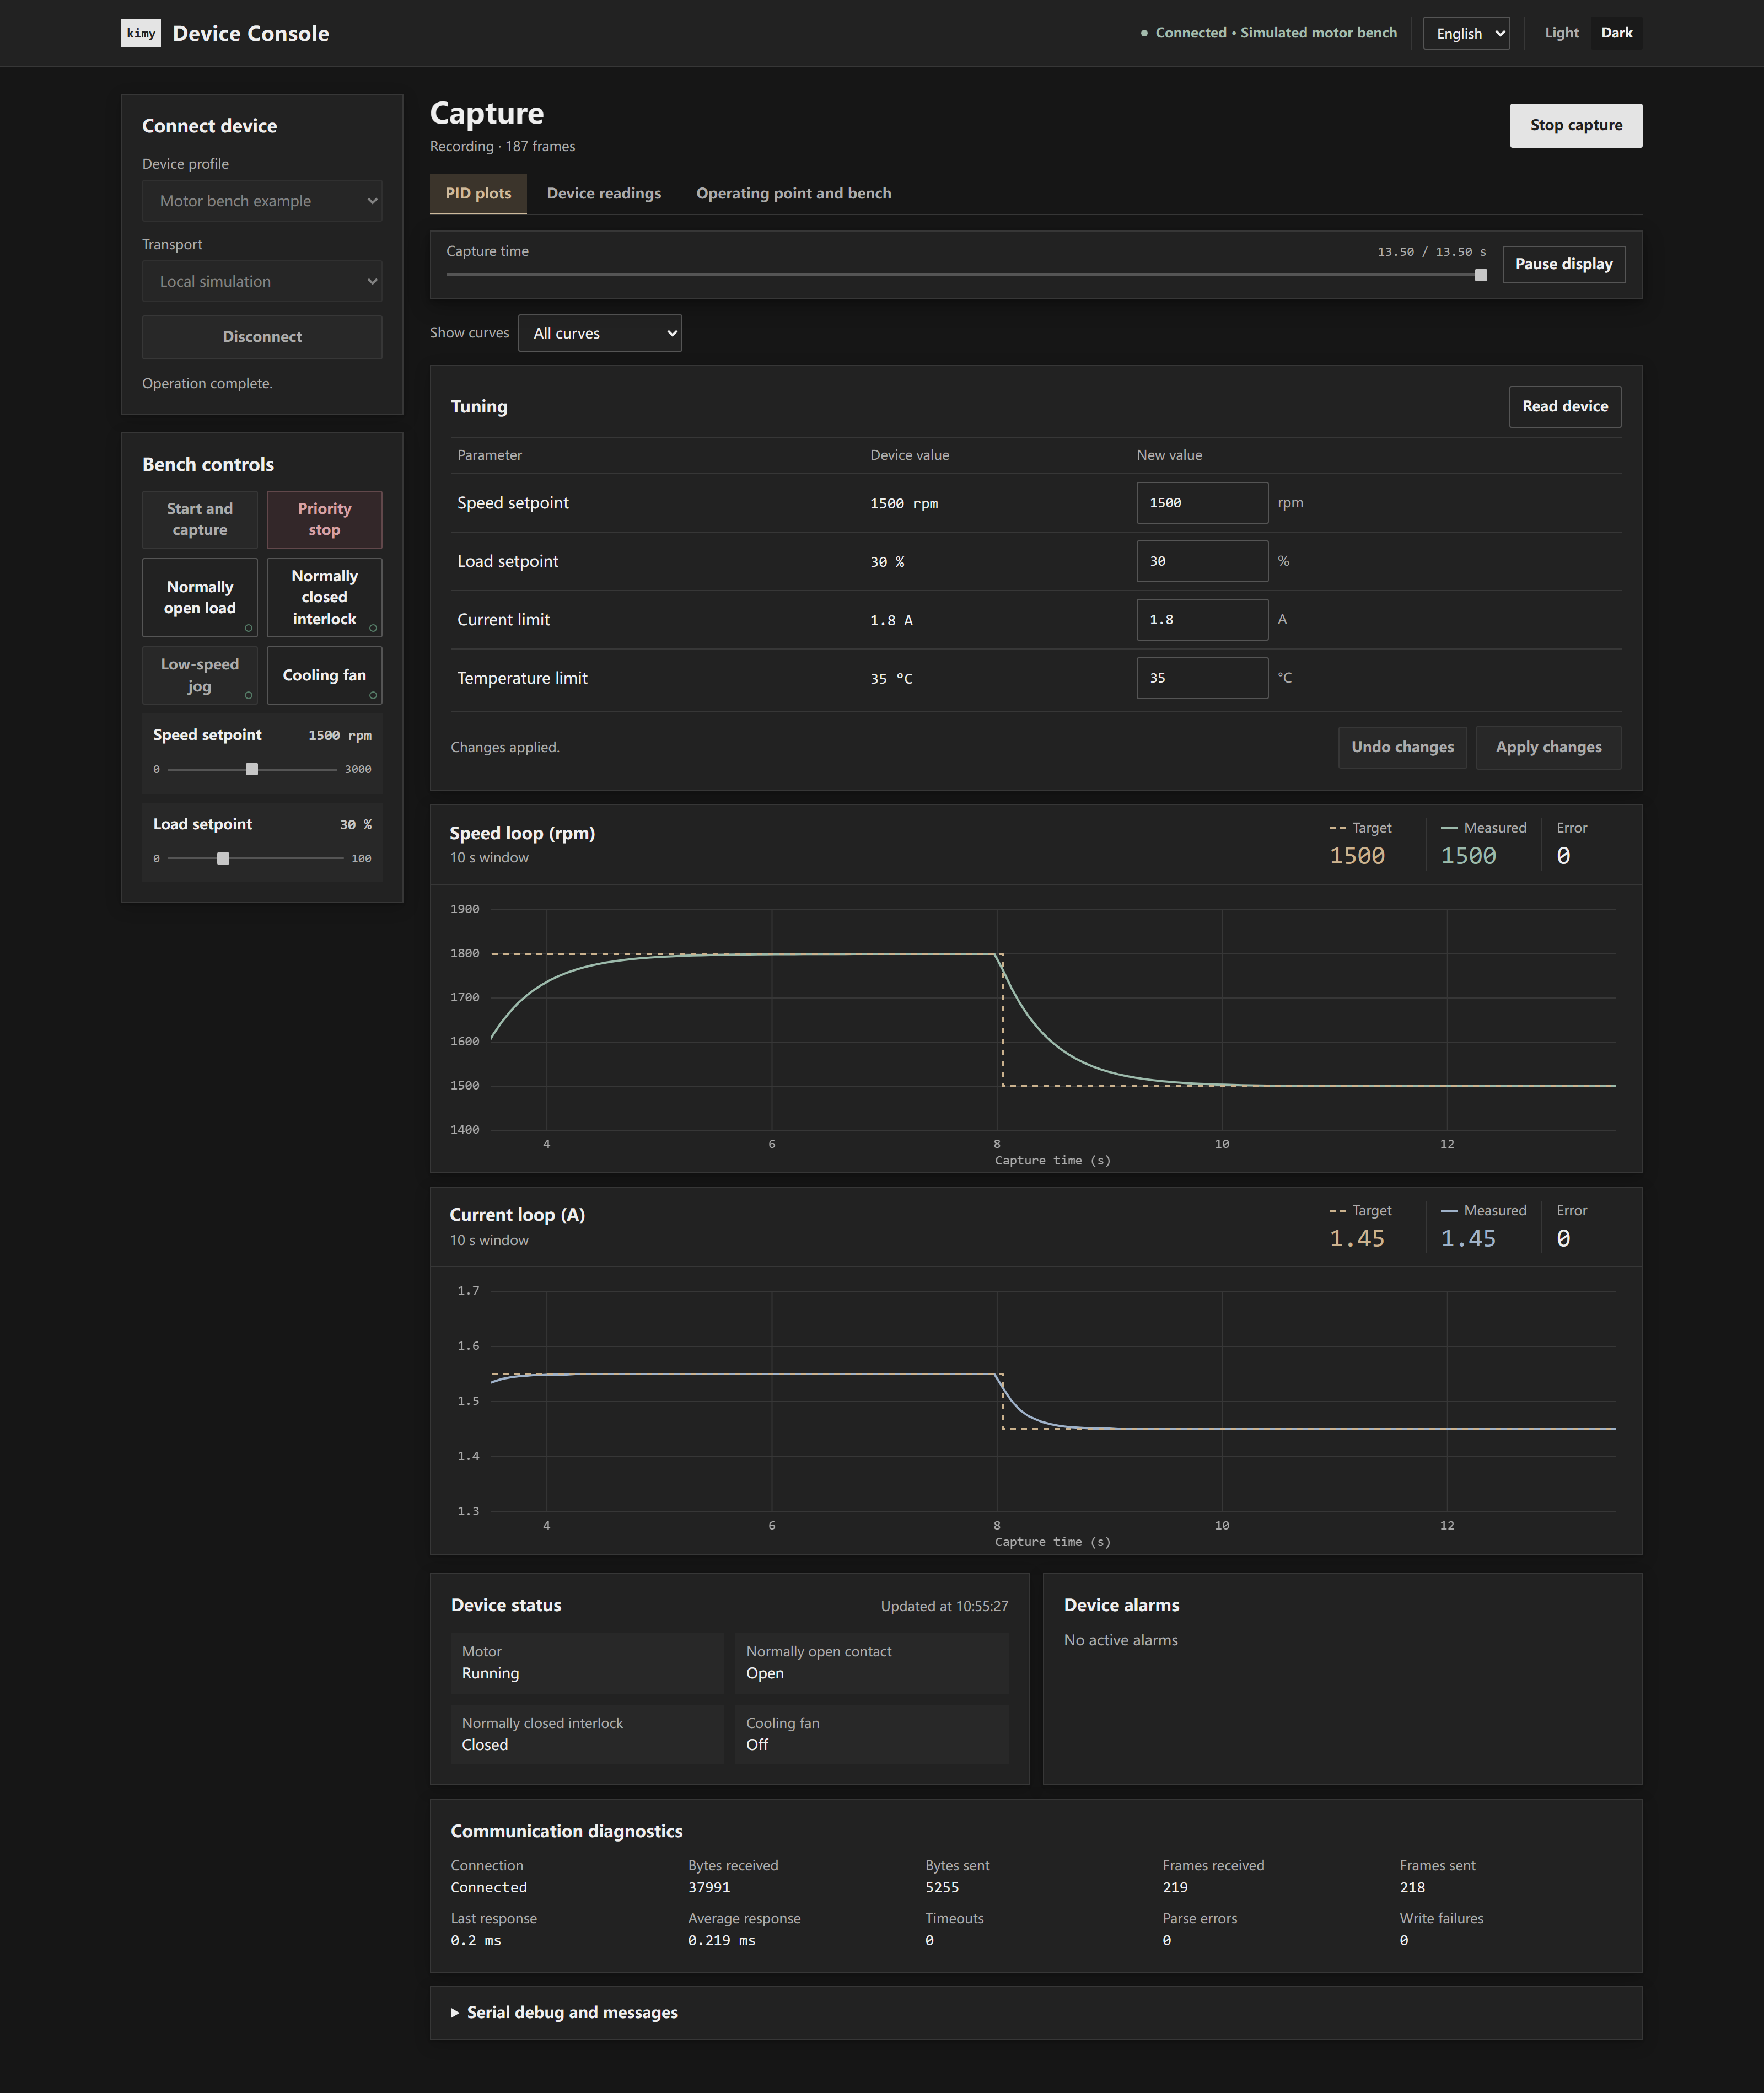 kimy Device Console
Connected • Simulated motor bench
English
Light Dark
Connect device
Device profile
Motor bench example
Transport
Local simulation
Disconnect
Operation complete.
Bench controls
Start and
capture
Priority
stop
Normally
open load
Normally
closed
interlock
Low-speed
jog
Cooling fan
Speed setpoint 1500 rpm
0 3000
Load setpoint 30 %
0 100
Capture
Recording · 187 frames
Stop capture
PID plots Device readings Operating point and bench
Capture time 13.50 / 13.50 s
Pause display
Show curves All curves
Tuning
Read device
Parameter Device value New value
Speed setpoint 1500 rpm 1500 rpm
Load setpoint 30 % 30 %
Current limit 1.8 A 1.8 A
Temperature limit 35 °C 35 °C
Changes applied.
Undo changes Apply changes
Speed loop (rpm)
10 s window
Target Measured Error
1500 1500 0
1900
1800
1700
1600
1500
1400
4 6 8 10 12
Capture time (s)
Current loop (A)
10 s window
Target Measured Error
1.45 1.45 0
1.7
1.6
1.5
1.4
1.3
4 6 8 10 12
Capture time (s)
Device status Updated at 10:55:27
Motor
Running
Normally open contact
Open
Normally closed interlock
Closed
Cooling fan
Off
Device alarms
No active alarms
Communication diagnostics
Connection Bytes received Bytes sent Frames received Frames sent
Connected 37991 5255 219 218
Last response Average response Timeouts Parse errors Write failures
0.2 ms 0.219 ms 0 0 0
Serial debug and messages